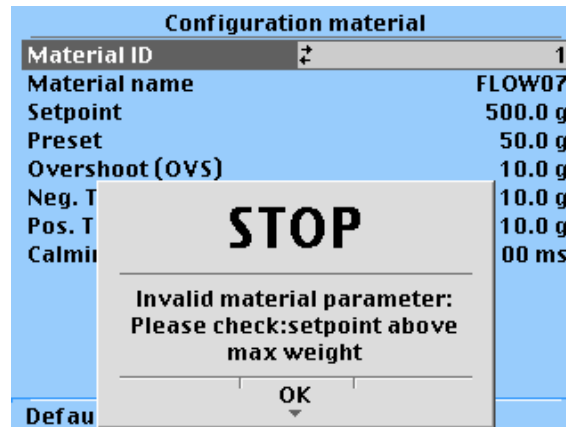 Configuration material
Material ID 1
Material name FLOW07
Setpoint 500.0 g
Preset 50.0 g
Overshoot (OVS) 10.0 g
Neg. T 10.0 g
Pos. T 10.0 g
Calmi 00 ms
STOP
Invalid material parameter:
Please check:setpoint above
max weight
OK
Defau